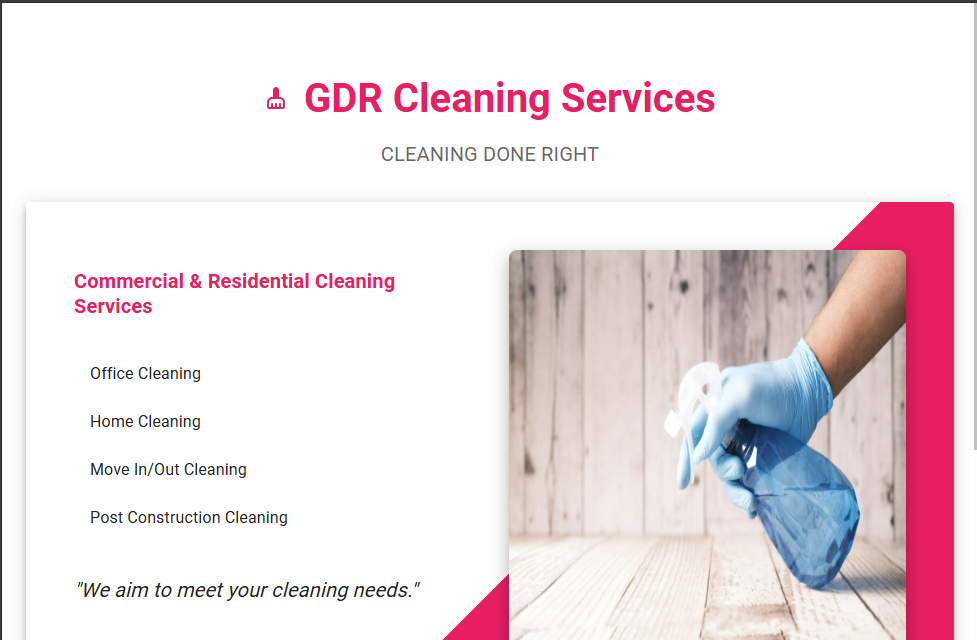 GDR Cleaning Services
CLEANING DONE RIGHT
Commercial & Residential Cleaning
Services
Office Cleaning
Home Cleaning
Move In/Out Cleaning
Post Construction Cleaning
"We aim to meet your cleaning needs."